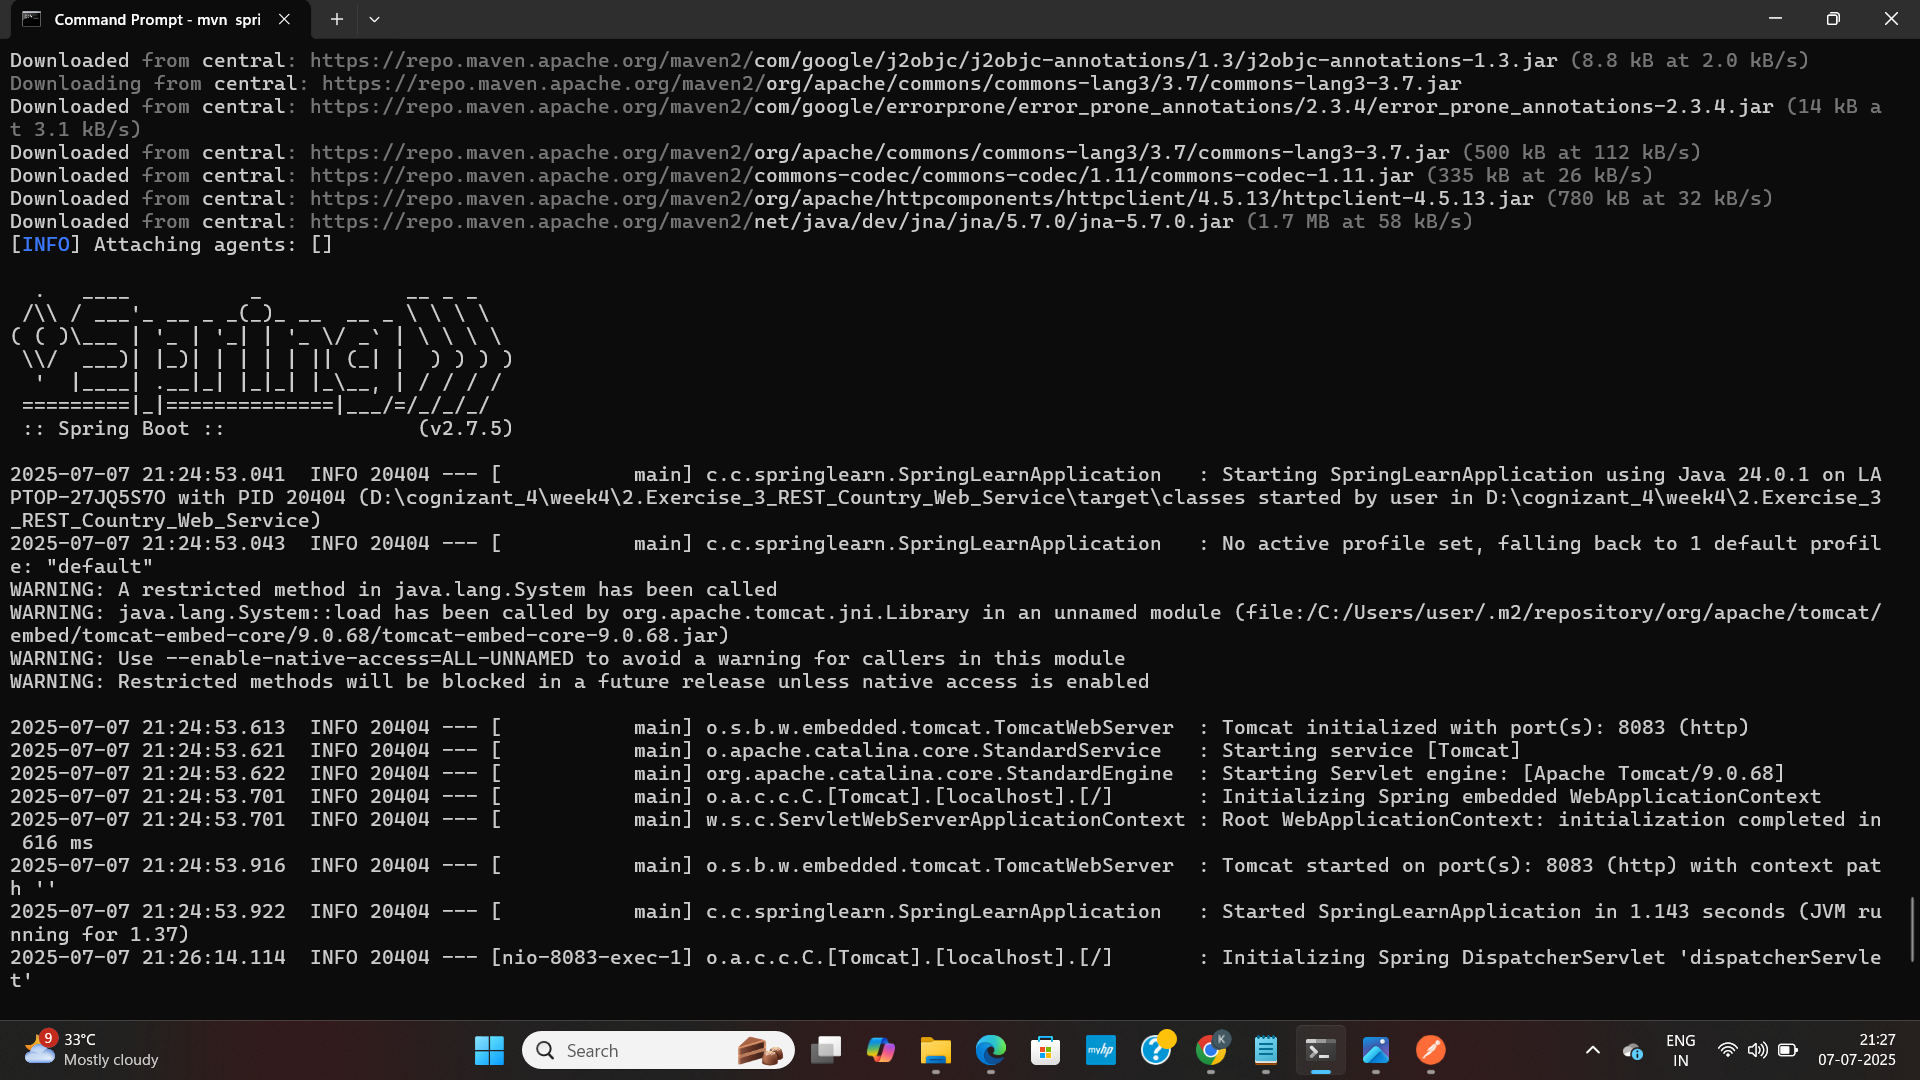 Command Prompt - mvn  spri
Downloaded from central: https://repo.maven.apache.org/maven2/com/google/j2objc/j2objc-annotations/1.3/j2objc-annotations-1.3.jar (8.8 kB at 2.0 kB/s)
Downloading from central: https://repo.maven.apache.org/maven2/org/apache/commons/commons-lang3/3.7/commons-lang3-3.7.jar
Downloaded from central: https://repo.maven.apache.org/maven2/com/google/errorprone/error_prone_annotations/2.3.4/error_prone_annotations-2.3.4.jar (14 kB a
t 3.1 kB/s)
Downloaded from central: https://repo.maven.apache.org/maven2/org/apache/commons/commons-lang3/3.7/commons-lang3-3.7.jar (500 kB at 112 kB/s)
Downloaded from central: https://repo.maven.apache.org/maven2/commons-codec/commons-codec/1.11/commons-codec-1.11.jar (335 kB at 26 kB/s)
Downloaded from central: https://repo.maven.apache.org/maven2/org/apache/httpcomponents/httpclient/4.5.13/httpclient-4.5.13.jar (780 kB at 32 kB/s)
Downloaded from central: https://repo.maven.apache.org/maven2/net/java/dev/jna/jna/5.7.0/jna-5.7.0.jar (1.7 MB at 58 kB/s)
[INFO] Attaching agents: []
  .   ____          _            __ _ _
 /\\ / ___'_ __ _ _(_)_ __  __ _ \ \ \ \
( ( )\___ | '_ | '_| | '_ \/ _` | \ \ \ \
 \\/  ___)| |_)| | | | | || (_| |  ) ) ) )
  '  |____| .__|_| |_|_| |_\__, | / / / /
 =========|_|==============|___/=/_/_/_/
 :: Spring Boot ::                (v2.7.5)
2025-07-07 21:24:53.041  INFO 20404 --- [           main] c.c.springlearn.SpringLearnApplication   : Starting SpringLearnApplication using Java 24.0.1 on LA
PTOP-27JQ5S7O with PID 20404 (D:\cognizant_4\week4\2.Exercise_3_REST_Country_Web_Service\target\classes started by user in D:\cognizant_4\week4\2.Exercise_3
_REST_Country_Web_Service)
2025-07-07 21:24:53.043  INFO 20404 --- [           main] c.c.springlearn.SpringLearnApplication   : No active profile set, falling back to 1 default profil
e: "default"
WARNING: A restricted method in java.lang.System has been called
WARNING: java.lang.System::load has been called by org.apache.tomcat.jni.Library in an unnamed module (file:/C:/Users/user/.m2/repository/org/apache/tomcat/
embed/tomcat-embed-core/9.0.68/tomcat-embed-core-9.0.68.jar)
WARNING: Use --enable-native-access=ALL-UNNAMED to avoid a warning for callers in this module
WARNING: Restricted methods will be blocked in a future release unless native access is enabled
2025-07-07 21:24:53.613  INFO 20404 --- [           main] o.s.b.w.embedded.tomcat.TomcatWebServer  : Tomcat initialized with port(s): 8083 (http)
2025-07-07 21:24:53.621  INFO 20404 --- [           main] o.apache.catalina.core.StandardService   : Starting service [Tomcat]
2025-07-07 21:24:53.622  INFO 20404 --- [           main] org.apache.catalina.core.StandardEngine  : Starting Servlet engine: [Apache Tomcat/9.0.68]
2025-07-07 21:24:53.701  INFO 20404 --- [           main] o.a.c.c.C.[Tomcat].[localhost].[/]       : Initializing Spring embedded WebApplicationContext
2025-07-07 21:24:53.701  INFO 20404 --- [           main] w.s.c.ServletWebServerApplicationContext : Root WebApplicationContext: initialization completed in
 616 ms
2025-07-07 21:24:53.916  INFO 20404 --- [           main] o.s.b.w.embedded.tomcat.TomcatWebServer  : Tomcat started on port(s): 8083 (http) with context pat
h ''
2025-07-07 21:24:53.922  INFO 20404 --- [           main] c.c.springlearn.SpringLearnApplication   : Started SpringLearnApplication in 1.143 seconds (JVM ru
nning for 1.37)
2025-07-07 21:26:14.114  INFO 20404 --- [nio-8083-exec-1] o.a.c.c.C.[Tomcat].[localhost].[/]       : Initializing Spring DispatcherServlet 'dispatcherServle
t'
9
33°C
Mostly cloudy
Search
myhp
K
ENG
IN
21:27
07-07-2025